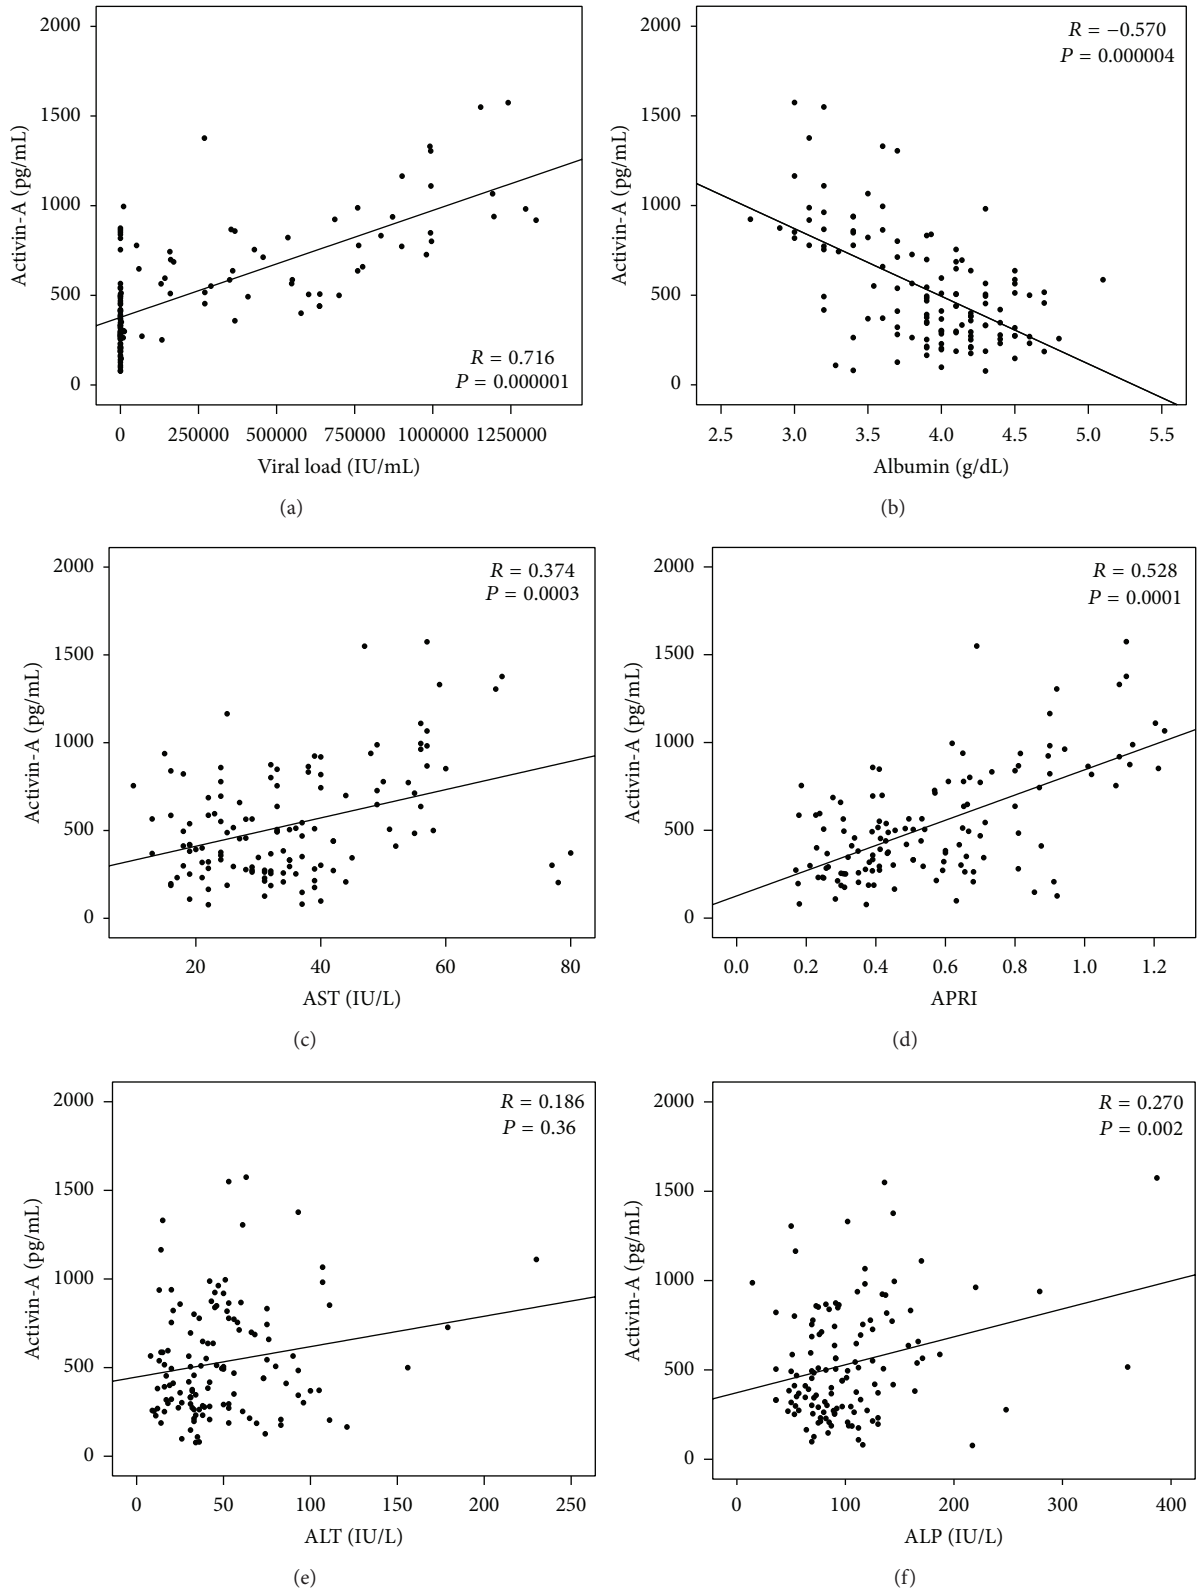 2000
1500
1000
500
0
Activin-A (pg/mL)
R = 0.716
P = 0.000001
0 250000 500000 750000 1000000 1250000
Viral load (IU/mL)
(a)
2000
1500
1000
500
0
Activin-A (pg/mL)
R = −0.570
P = 0.000004
2.5 3.0 3.5 4.0 4.5 5.0 5.5
Albumin (g/dL)
(b)
2000
1500
1000
500
0
Activin-A (pg/mL)
R = 0.374
P = 0.0003
20 40 60 80
AST (IU/L)
(c)
2000
1500
1000
500
0
Activin-A (pg/mL)
R = 0.528
P = 0.0001
0.0 0.2 0.4 0.6 0.8 1.0 1.2
APRI
(d)
2000
1500
1000
500
0
Activin-A (pg/mL)
R = 0.186
P = 0.36
0 50 100 150 200 250
ALT (IU/L)
(e)
2000
1500
1000
500
0
Activin-A (pg/mL)
R = 0.270
P = 0.002
0 100 200 300 400
ALP (IU/L)
(f)